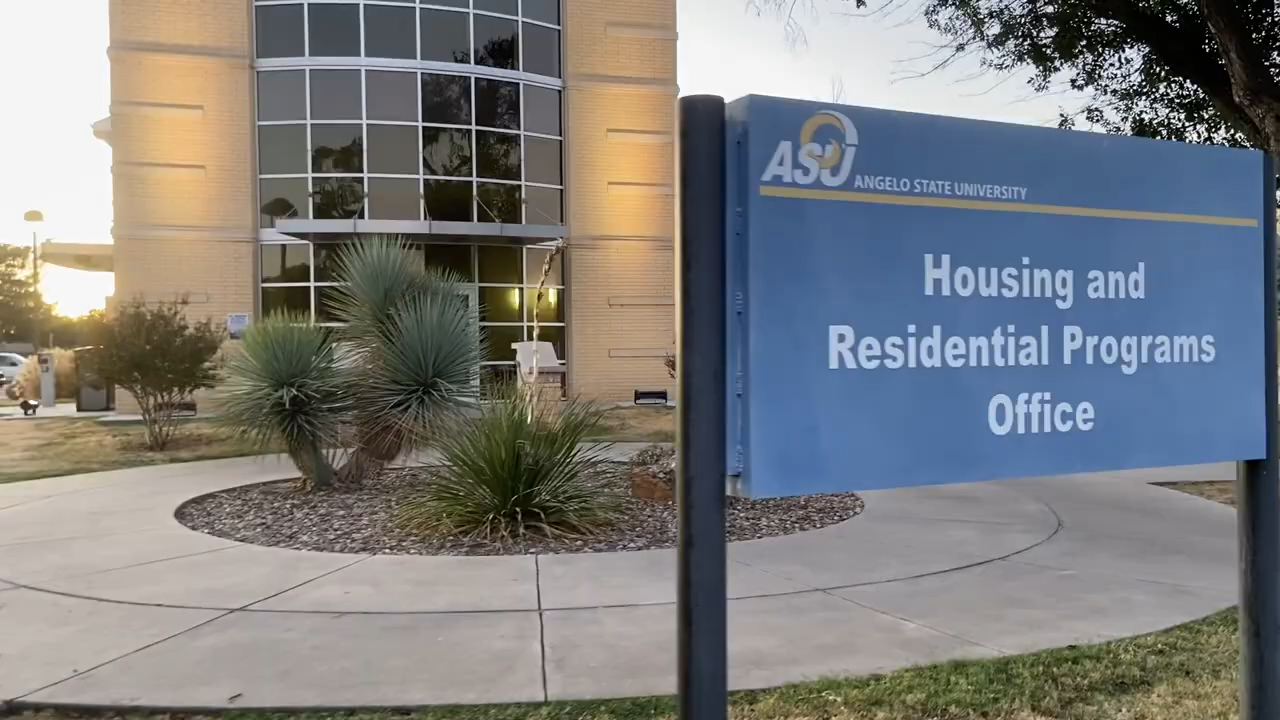 ASU ANGELO STATE UNIVERSITY
Housing and
Residential Programs
Office